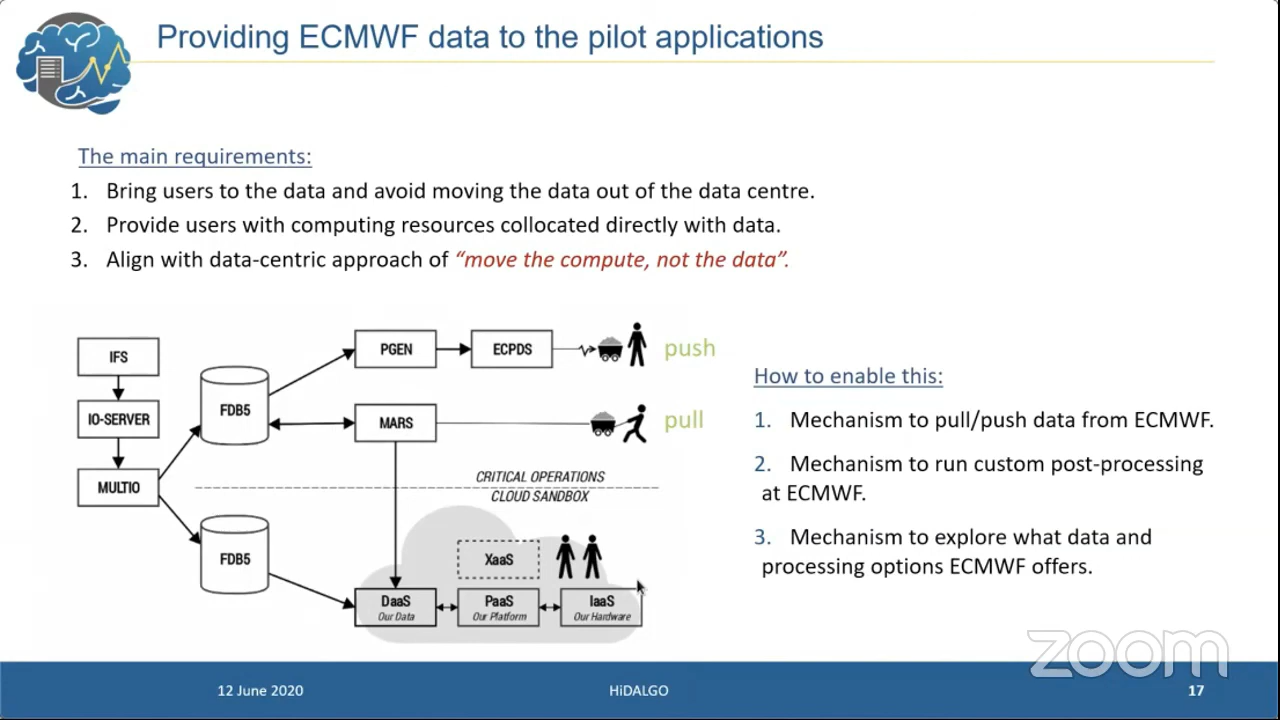 Providing ECMWF data to the pilot applications
The main requirements:
1. Bring users to the data and avoid moving the data out of the data centre.
2. Provide users with computing resources collocated directly with data.
3. Align with data-centric approach of “move the compute, not the data”.
IFS
IO-SERVER
MULTIO
FDB5
FDB5
PGEN
ECPDS
push
MARS
pull
CRITICAL OPERATIONS
CLOUD SANDBOX
XaaS
DaaS
Our Data
PaaS
Our Platform
IaaS
Our Hardware
How to enable this:
1. Mechanism to pull/push data from ECMWF.
2. Mechanism to run custom post-processing
at ECMWF.
3. Mechanism to explore what data and
processing options ECMWF offers.
zoom
12 June 2020
HiDALGO
17